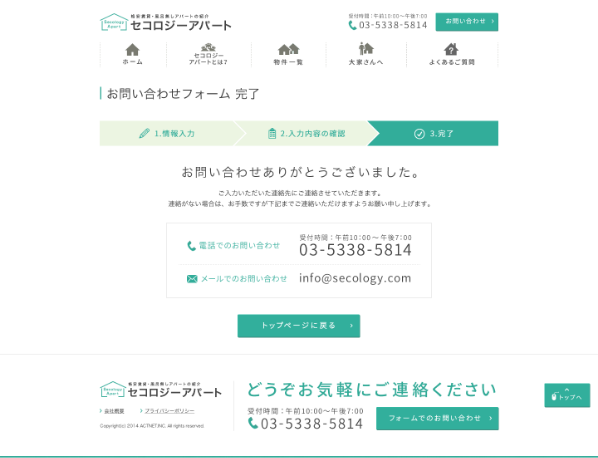 格安賃貸・風呂無しアパートの紹介
Secology Apart
セコロジーアパート
受付時間：午前10:00〜午後7:00
03-5338-5814
お問い合わせ
ホーム
セコロジー
アパートとは?
物件一覧
大家さんへ
よくあるご質問
お問い合わせフォーム 完了
1.情報入力
2.入力内容の確認
3.完了
お問い合わせありがとうございました。
ご入力いただいた連絡先にご連絡させていただきます。
連絡がない場合は、お手数ですが下記までご連絡いただけますようお願い申し上げます。
電話でのお問い合わせ
受付時間：午前10:00〜午後7:00
03-5338-5814
メールでのお問い合わせ
info@secology.com
トップページに戻る
格安賃貸・風呂無しアパートの紹介
Secology Apart
セコロジーアパート
会社概要
プライバシーポリシー
Copyright(c) 2014 ACTNET.INC. All rights reserved.
どうぞお気軽にご連絡ください
受付時間：午前10:00〜午後7:00
03-5338-5814
フォームでのお問い合わせ
トップへ